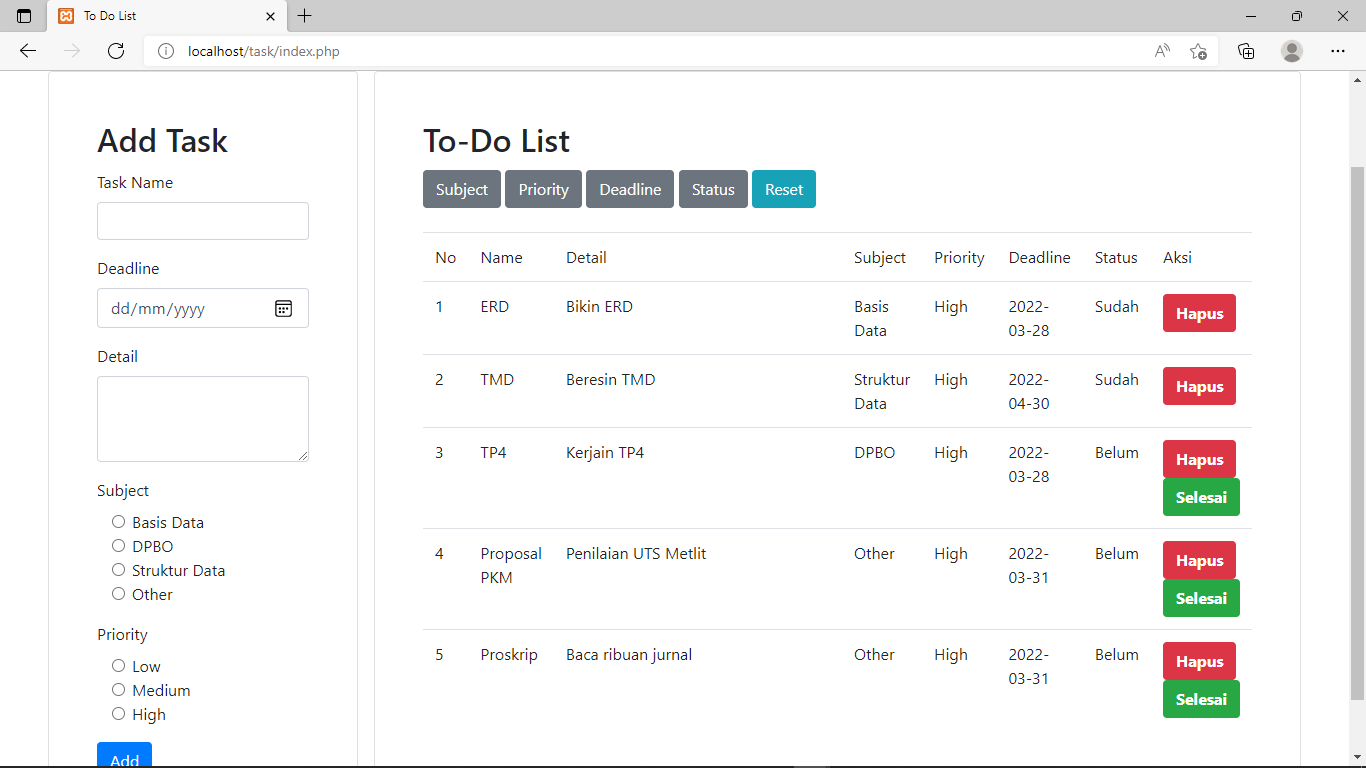 To Do List
localhost/task/index.php
Add Task
Task Name
Deadline
dd/mm/yyyy
Detail
Subject
Basis Data
DPBO
Struktur Data
Other
Priority
Low
Medium
High
Add
To-Do List
Subject Priority Deadline Status Reset
No Name Detail Subject Priority Deadline Status Aksi
1 ERD Bikin ERD Basis High 2022- Sudah Hapus
Data 03-28
2 TMD Beresin TMD Struktur High 2022- Sudah Hapus
Data 04-30
3 TP4 Kerjain TP4 DPBO High 2022- Belum Hapus
03-28 Selesai
4 Proposal Penilaian UTS Metlit Other High 2022- Belum Hapus
PKM 03-31 Selesai
5 Proskrip Baca ribuan jurnal Other High 2022- Belum Hapus
03-31 Selesai